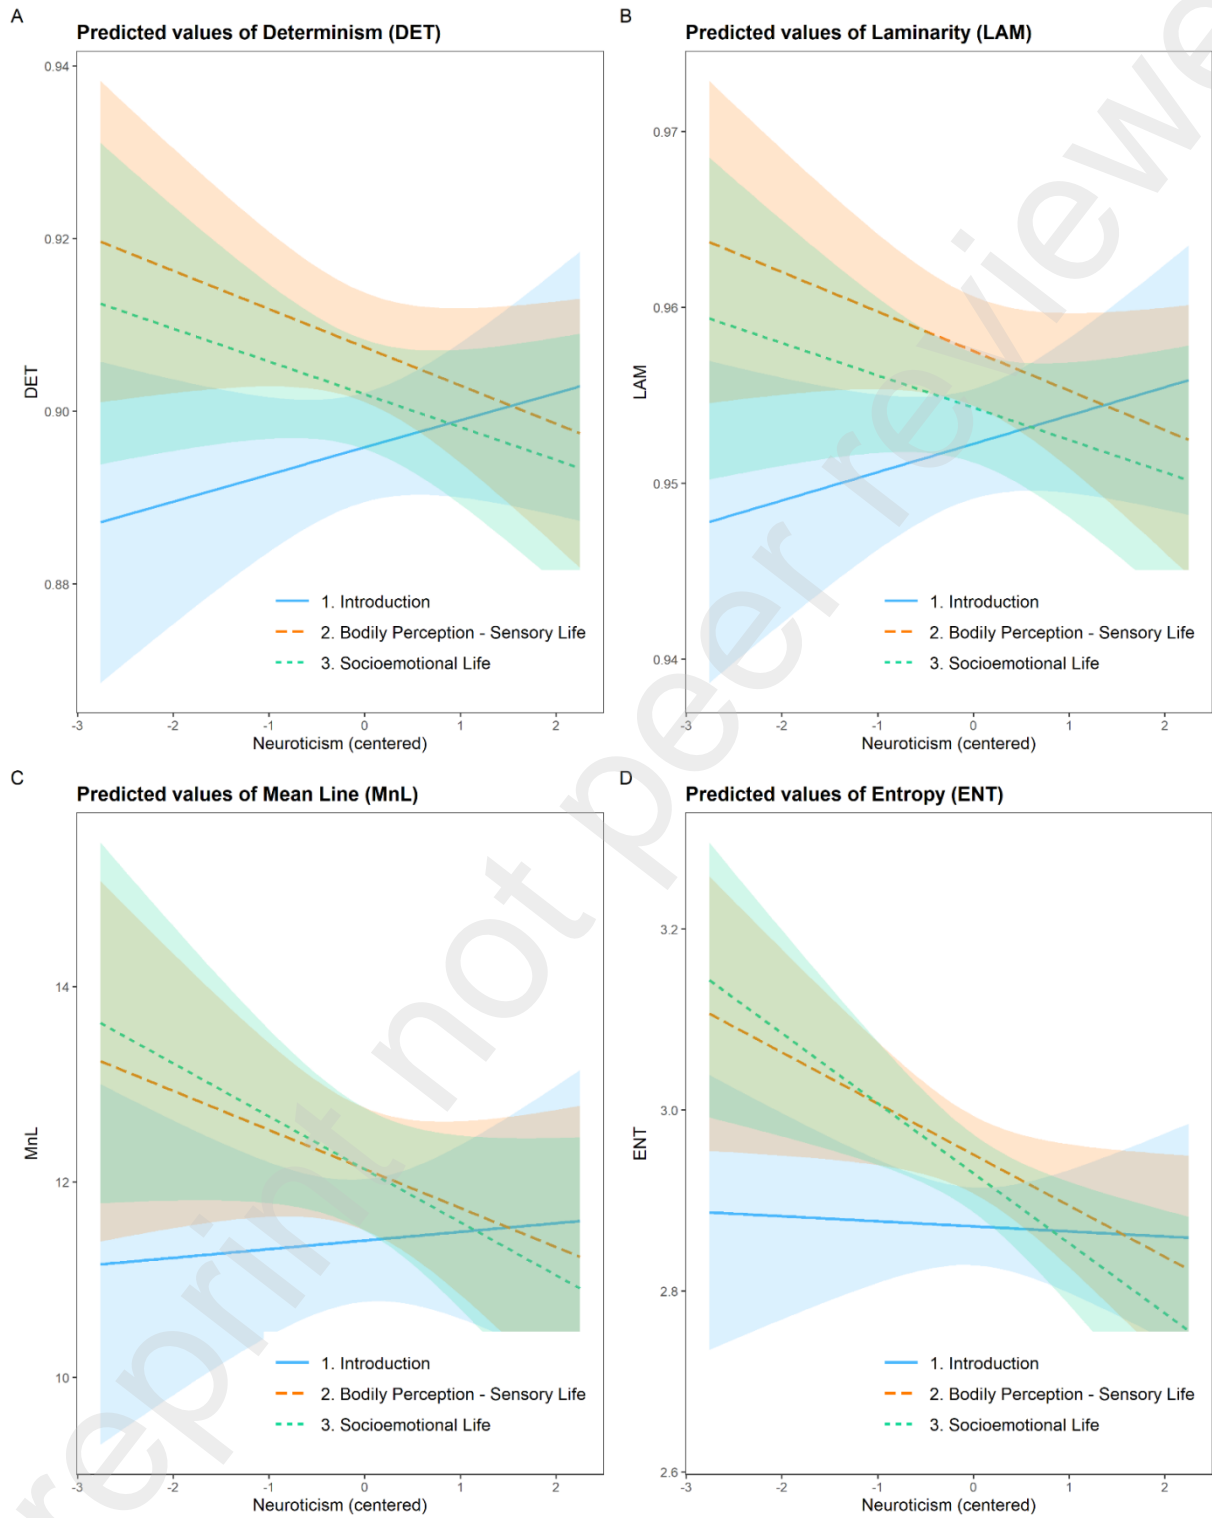 A
Predicted values of Determinism (DET)
0.94
0.92
0.90
0.88
DET
1. Introduction
2. Bodily Perception - Sensory Life
3. Socioemotional Life
-3 -2 -1 0 1 2
Neuroticism (centered)
B
Predicted values of Laminarity (LAM)
0.97
0.96
0.95
0.94
LAM
1. Introduction
2. Bodily Perception - Sensory Life
3. Socioemotional Life
-3 -2 -1 0 1 2
Neuroticism (centered)
C
Predicted values of Mean Line (MnL)
14
12
10
MnL
1. Introduction
2. Bodily Perception - Sensory Life
3. Socioemotional Life
-3 -2 -1 0 1 2
Neuroticism (centered)
D
Predicted values of Entropy (ENT)
3.2
3.0
2.8
2.6
ENT
1. Introduction
2. Bodily Perception - Sensory Life
3. Socioemotional Life
-3 -2 -1 0 1 2
Neuroticism (centered)
reprint not peer reviewe